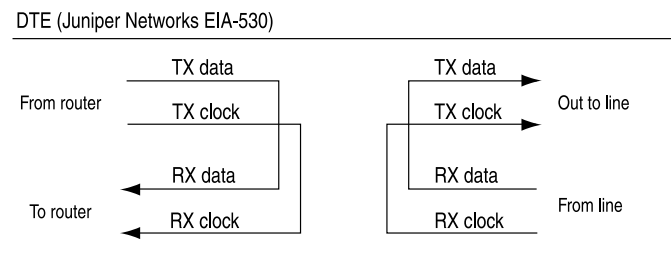 DTE (Juniper Networks EIA-530)
TX data
From router
TX clock
RX data
To router
RX clock
TX data
Out to line
TX clock
RX data
From line
RX clock